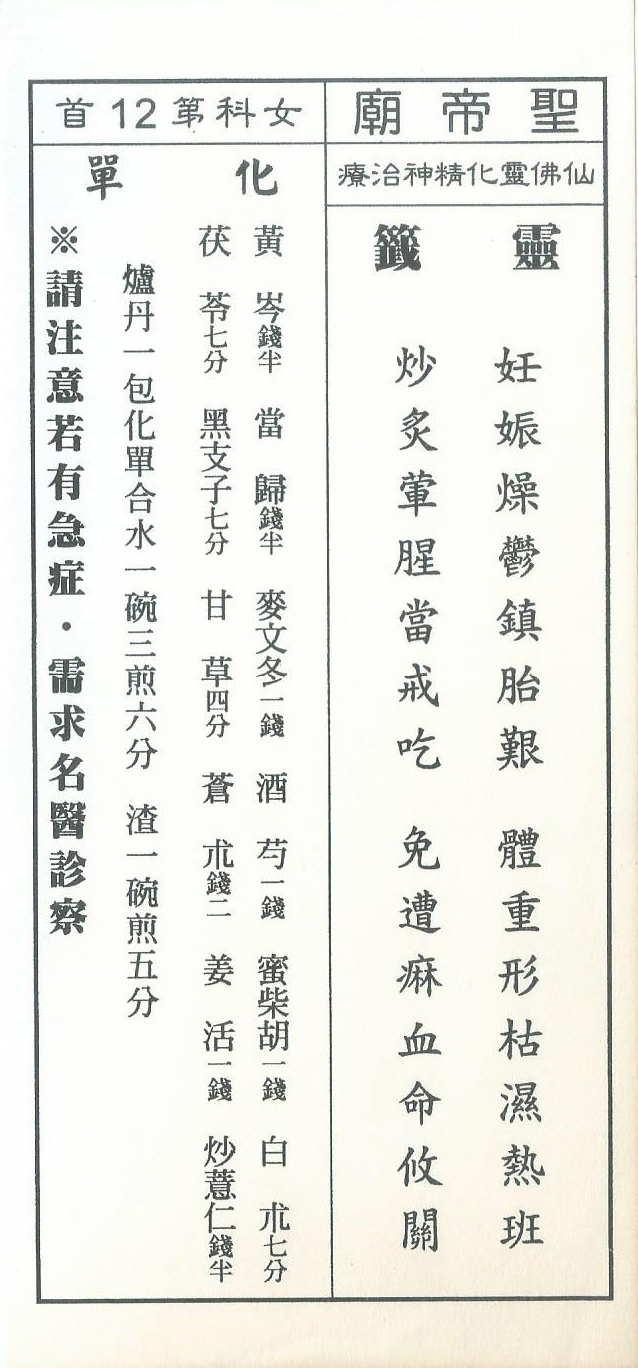 聖帝廟
仙佛靈化精神治療
靈籤
妊娠燥鬱鎮胎艱 體重形枯濕熱班
炒炙葷腥當戒吃 免遭痲血命攸關
女科第12首
化單
黃岑錢半 當歸錢半 麥文冬一錢 酒芍一錢 蜜柴胡一錢 白朮七分
茯苓七分 黑支子七分 甘草四分 蒼朮錢二 姜活一錢 炒薏仁錢半
爐丹一包化單合水一碗三煎六分 渣一碗煎五分
※請注意若有急症・需求名醫診察